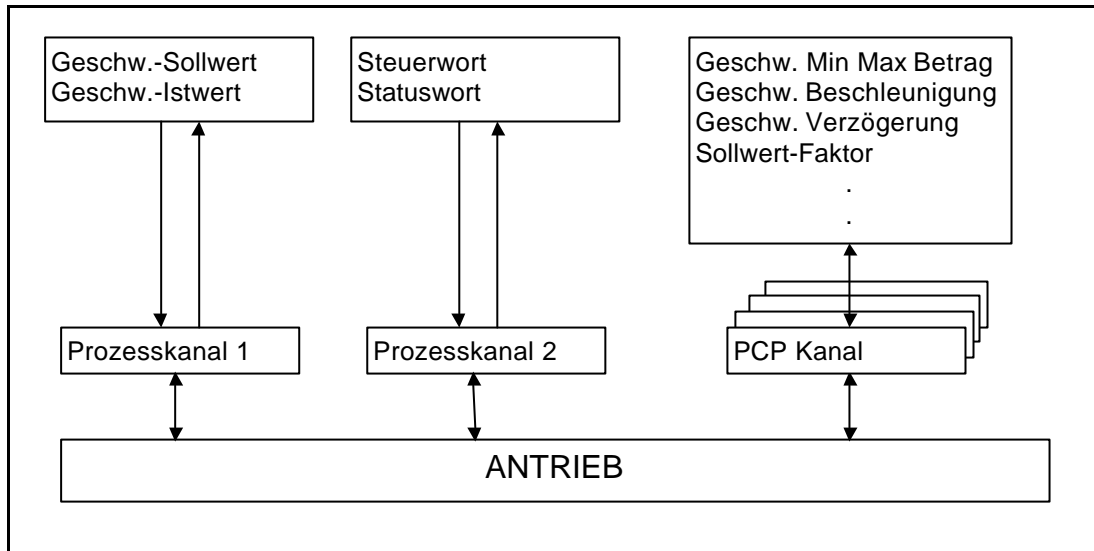 Geschw.-Sollwert
Geschw.-Istwert
Steuerwort
Statuswort
Geschw. Min Max Betrag
Geschw. Beschleunigung
Geschw. Verzögerung
Sollwert-Faktor
.
.
Prozesskanal 1
Prozesskanal 2
PCP Kanal
ANTRIEB